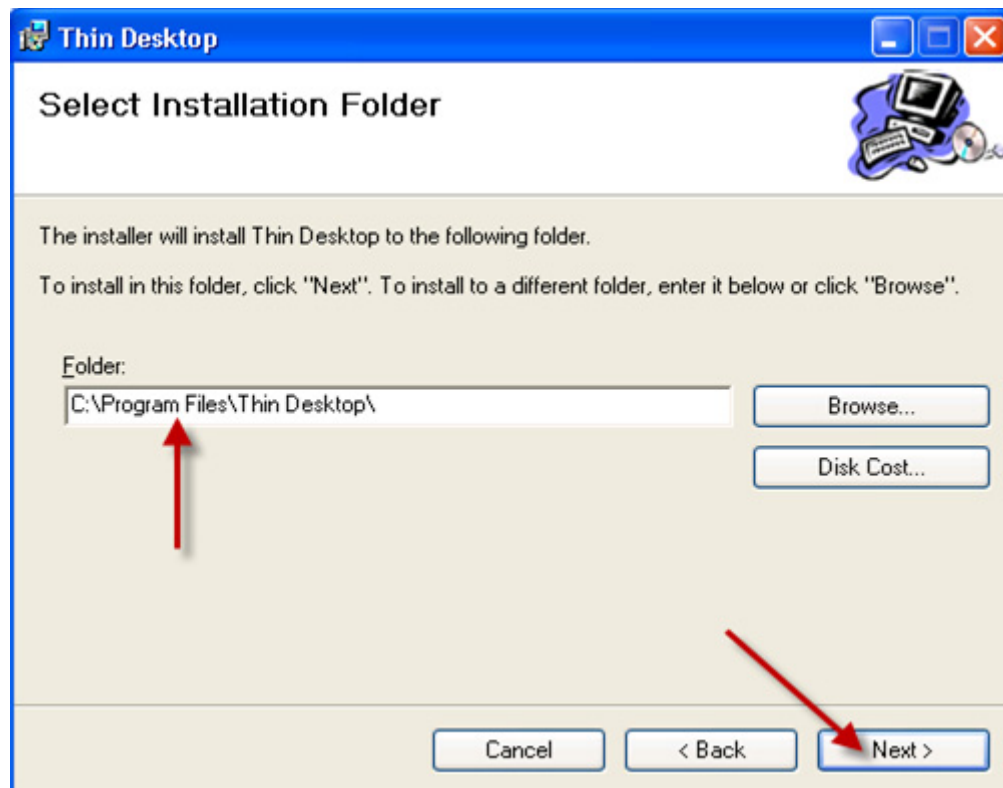 Thin Desktop
Select Installation Folder
The installer will install Thin Desktop to the following folder.
To install in this folder, click "Next". To install to a different folder, enter it below or click "Browse".
Folder:
C:\Program Files\Thin Desktop\
Browse...
Disk Cost...
Cancel
< Back
Next >